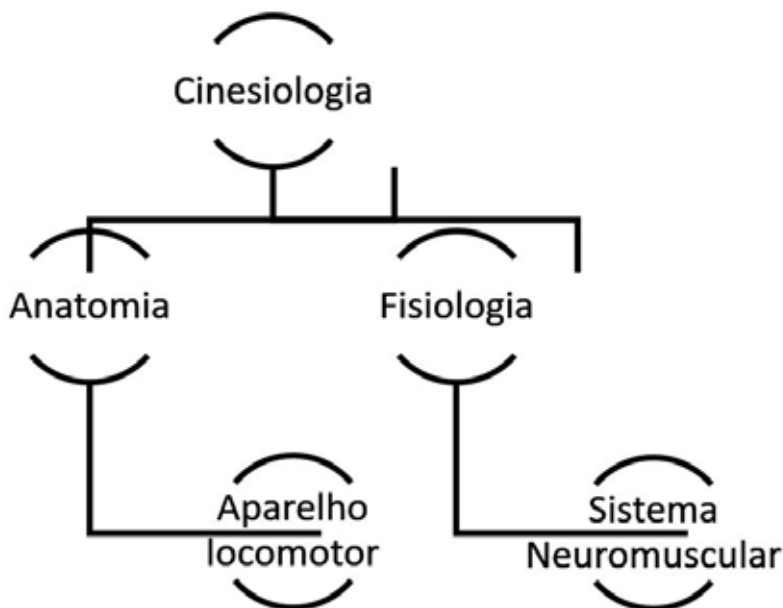 Cinesiologia
Anatomia
Fisiologia
Aparelho
locomotor
Sistema
Neuromuscular